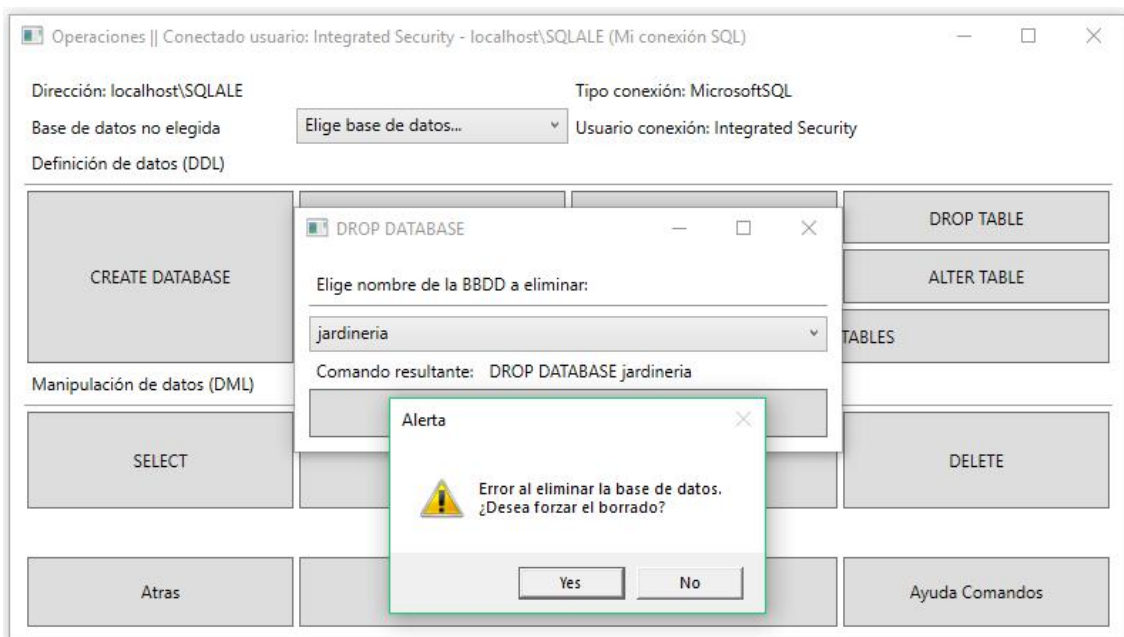 Operaciones || Conectado usuario: Integrated Security - localhost\SQLALE (Mi conexión SQL)
Dirección: localhost\SQLALE
Tipo conexión: MicrosoftSQL
Base de datos no elegida
Elige base de datos...
Usuario conexión: Integrated Security
Definición de datos (DDL)
CREATE DATABASE
DROP TABLE
ALTER TABLE
TABLES
DROP DATABASE
Elige nombre de la BBDD a eliminar:
jardineria
Comando resultante: DROP DATABASE jardineria
Manipulación de datos (DML)
SELECT
DELETE
Alerta
Error al eliminar la base de datos.
¿Desea forzar el borrado?
Yes
No
Atras
Ayuda Comandos